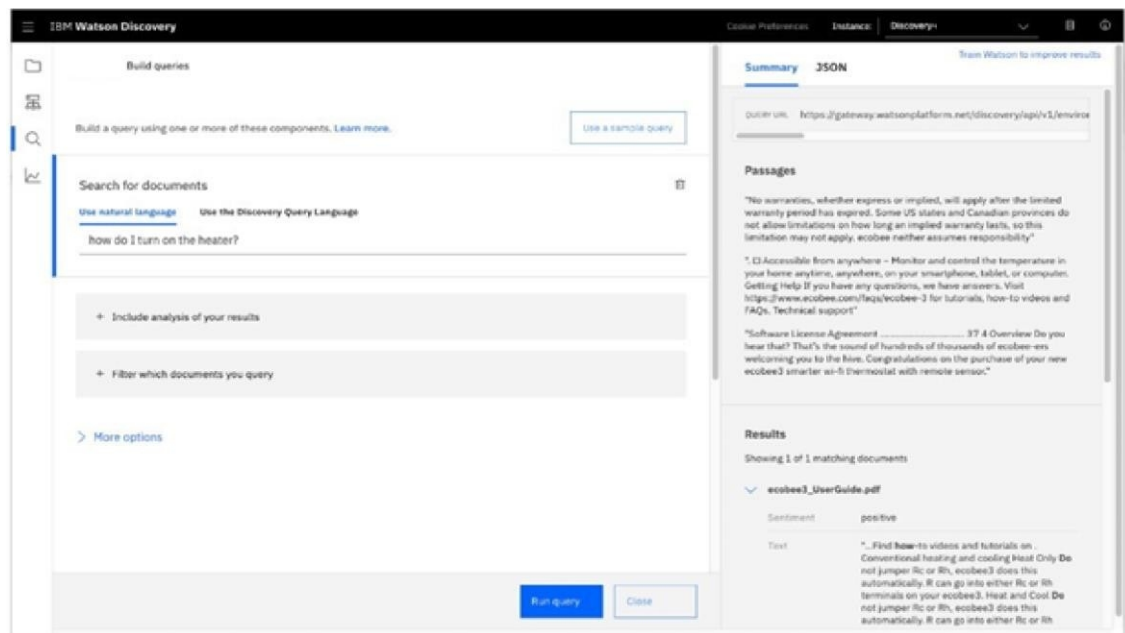 IBM Watson Discovery
Cookie Preferences
Instance:
Discovery-
Build queries
Build a query using one or more of these components. Learn more.
Use a sample query
Search for documents
Use natural language
Use the Discovery Query Language
how do I turn on the heater?
+ Include analysis of your results
+ Filter which documents you query
More options
Run query
Close
Train Watson to improve results
Summary
JSON
QUERY URL https://gateway.watsonplatform.net/discovery/api/v1/enviro
Passages
"No warranties, whether express or implied, will apply after the limited
warranty period has expired. Some US states and Canadian provinces do
not allow limitations on how long an implied warranty lasts, so this
limitation may not apply. ecobee neither assumes responsibility"
". Accessible from anywhere – Monitor and control the temperature in
your home anytime, anywhere, on your smartphone, tablet, or computer.
Getting Help If you have any questions, we have answers. Visit
https://www.ecobee.com/faqs/ecobee-3 for tutorials, how-to videos and
FAQs. Technical support"
"Software License Agreement ................................ 37 4 Overview Do you
hear that? That's the sound of hundreds of thousands of ecobee-ers
welcoming you to the hive. Congratulations on the purchase of your new
ecobee3 smarter wi-fi thermostat with remote sensor."
Results
Showing 1 of 1 matching documents
ecobee3_UserGuide.pdf
Sentiment
positive
Text
"...Find how-to videos and tutorials on .
Conventional heating and cooling Heat Only Do
not jumper Rc or Rh, ecobee3 does this
automatically. R can go into either Rc or Rh
terminals on your ecobee3. Heat and Cool Do
not jumper Rc or Rh, ecobee3 does this
automatically. R can go into either Rc or Rh